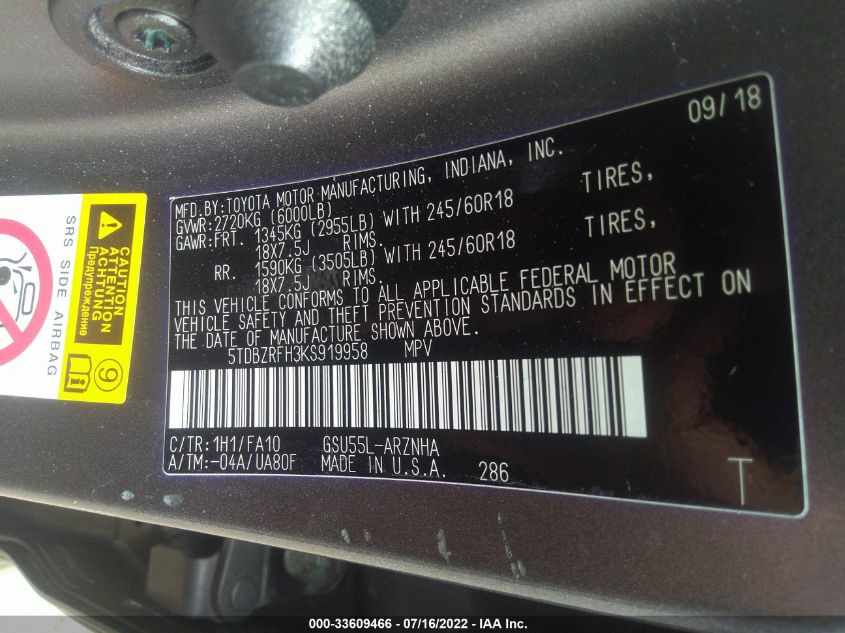 09/18
MFD.BY:TOYOTA MOTOR MANUFACTURING, INDIANA, INC.
GVWR:2720KG (6000LB)
GAWR:FRT. 1345KG (2955LB) WITH 245/60R18 TIRES,
18X7.5J RIMS.
RR. 1590KG (3505LB) WITH 245/60R18 TIRES,
18X7.5J RIMS.
THIS VEHICLE CONFORMS TO ALL APPLICABLE FEDERAL MOTOR
VEHICLE SAFETY AND THEFT PREVENTION STANDARDS IN EFFECT ON
THE DATE OF MANUFACTURE SHOWN ABOVE.
5TDBZRFH3KS919958 MPV
C/TR:1H1/FA10 GSU55L-ARZNHA
A/TM:-04A/UA80F MADE IN U.S.A. 286
T
SRS SIDE AIRBAG
CAUTION
ATTENTION
ACHTUNG
Предупреждение
9
000-33609466 - 07/16/2022 - IAA Inc.